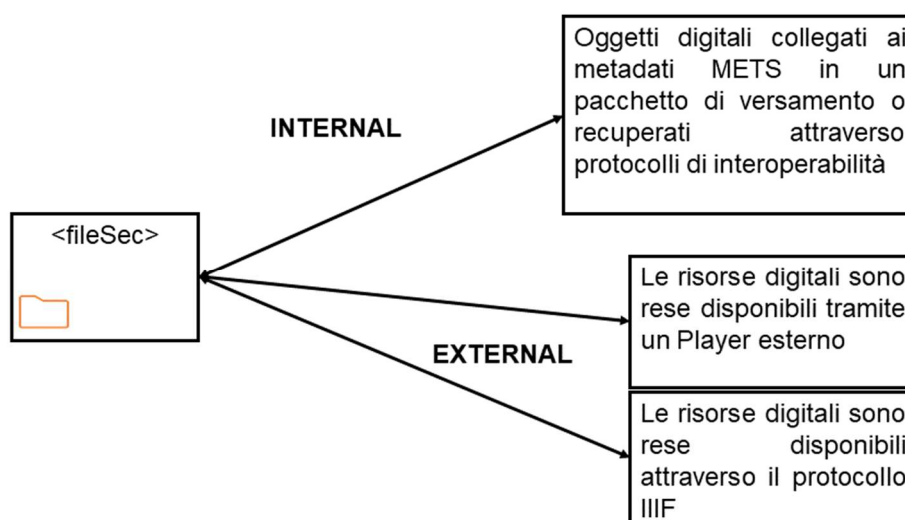 Oggetti digitali collegati ai
metadati METS in un
pacchetto di versamento o
recuperati attraverso
protocolli di interoperabilità
INTERNAL
<fileSec>
Le risorse digitali sono
rese disponibili tramite
un Player esterno
EXTERNAL
Le risorse digitali sono
rese disponibili
attraverso il protocollo
IIIF